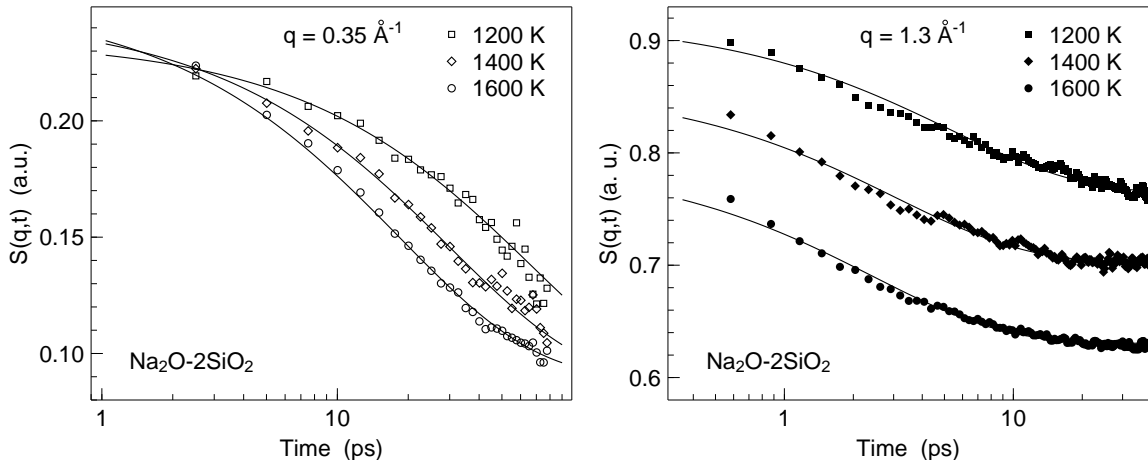 q = 0.35 Å⁻¹
1200 K
1400 K
1600 K
0.20
0.15
0.10
S(q,t) (a.u.)
Na₂O-2SiO₂
1
10
Time (ps)
q = 1.3 Å⁻¹
1200 K
1400 K
1600 K
0.9
0.8
0.7
0.6
S(q,t) (a. u.)
Na₂O-2SiO₂
1
10
Time (ps)